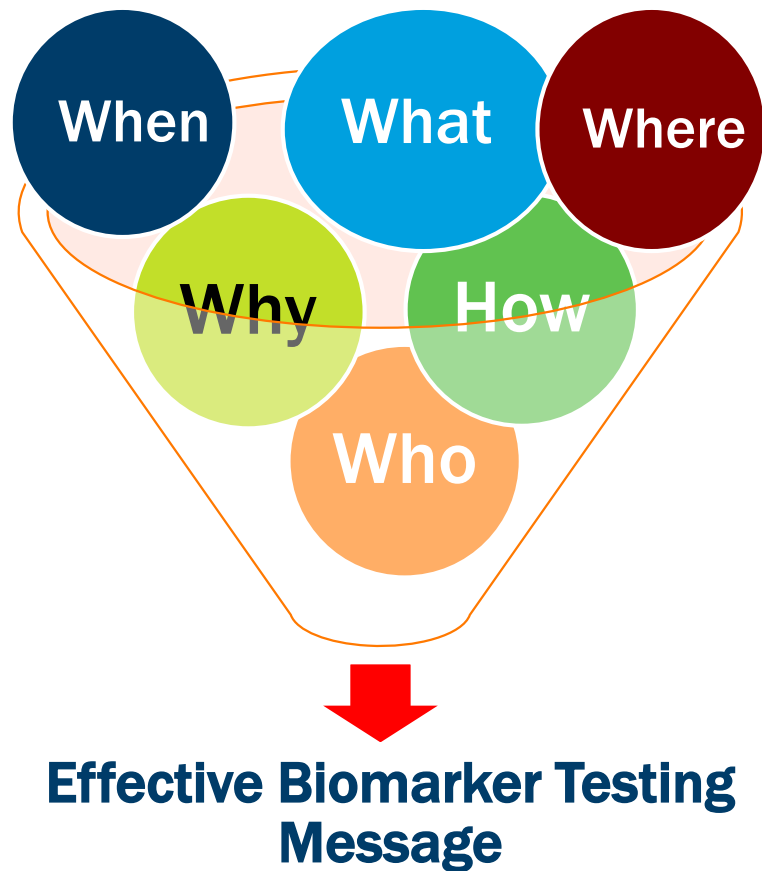 When
What
Where
Why
How
Who
Effective Biomarker Testing
Message